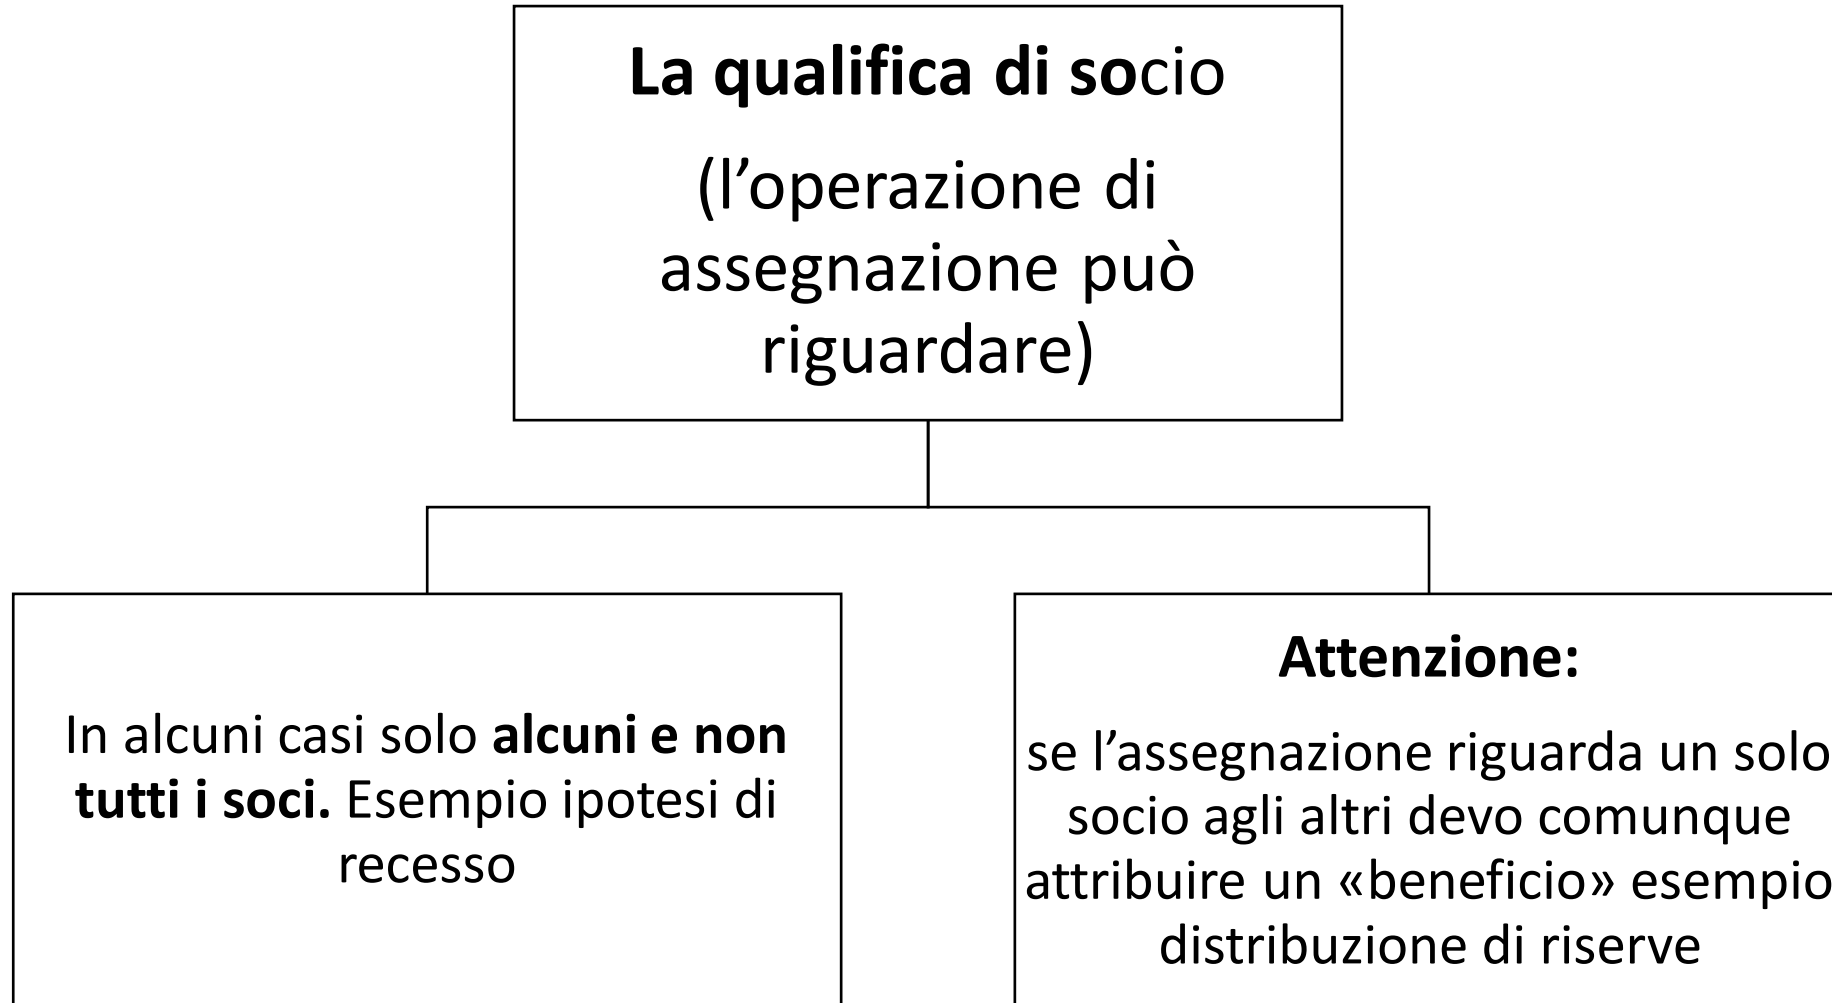 La qualifica di socio
(l’operazione di
assegnazione può
riguardare)
In alcuni casi solo alcuni e non
tutti i soci. Esempio ipotesi di
recesso
Attenzione:
se l’assegnazione riguarda un solo
socio agli altri devo comunque
attribuire un «beneficio» esempio
distribuzione di riserve